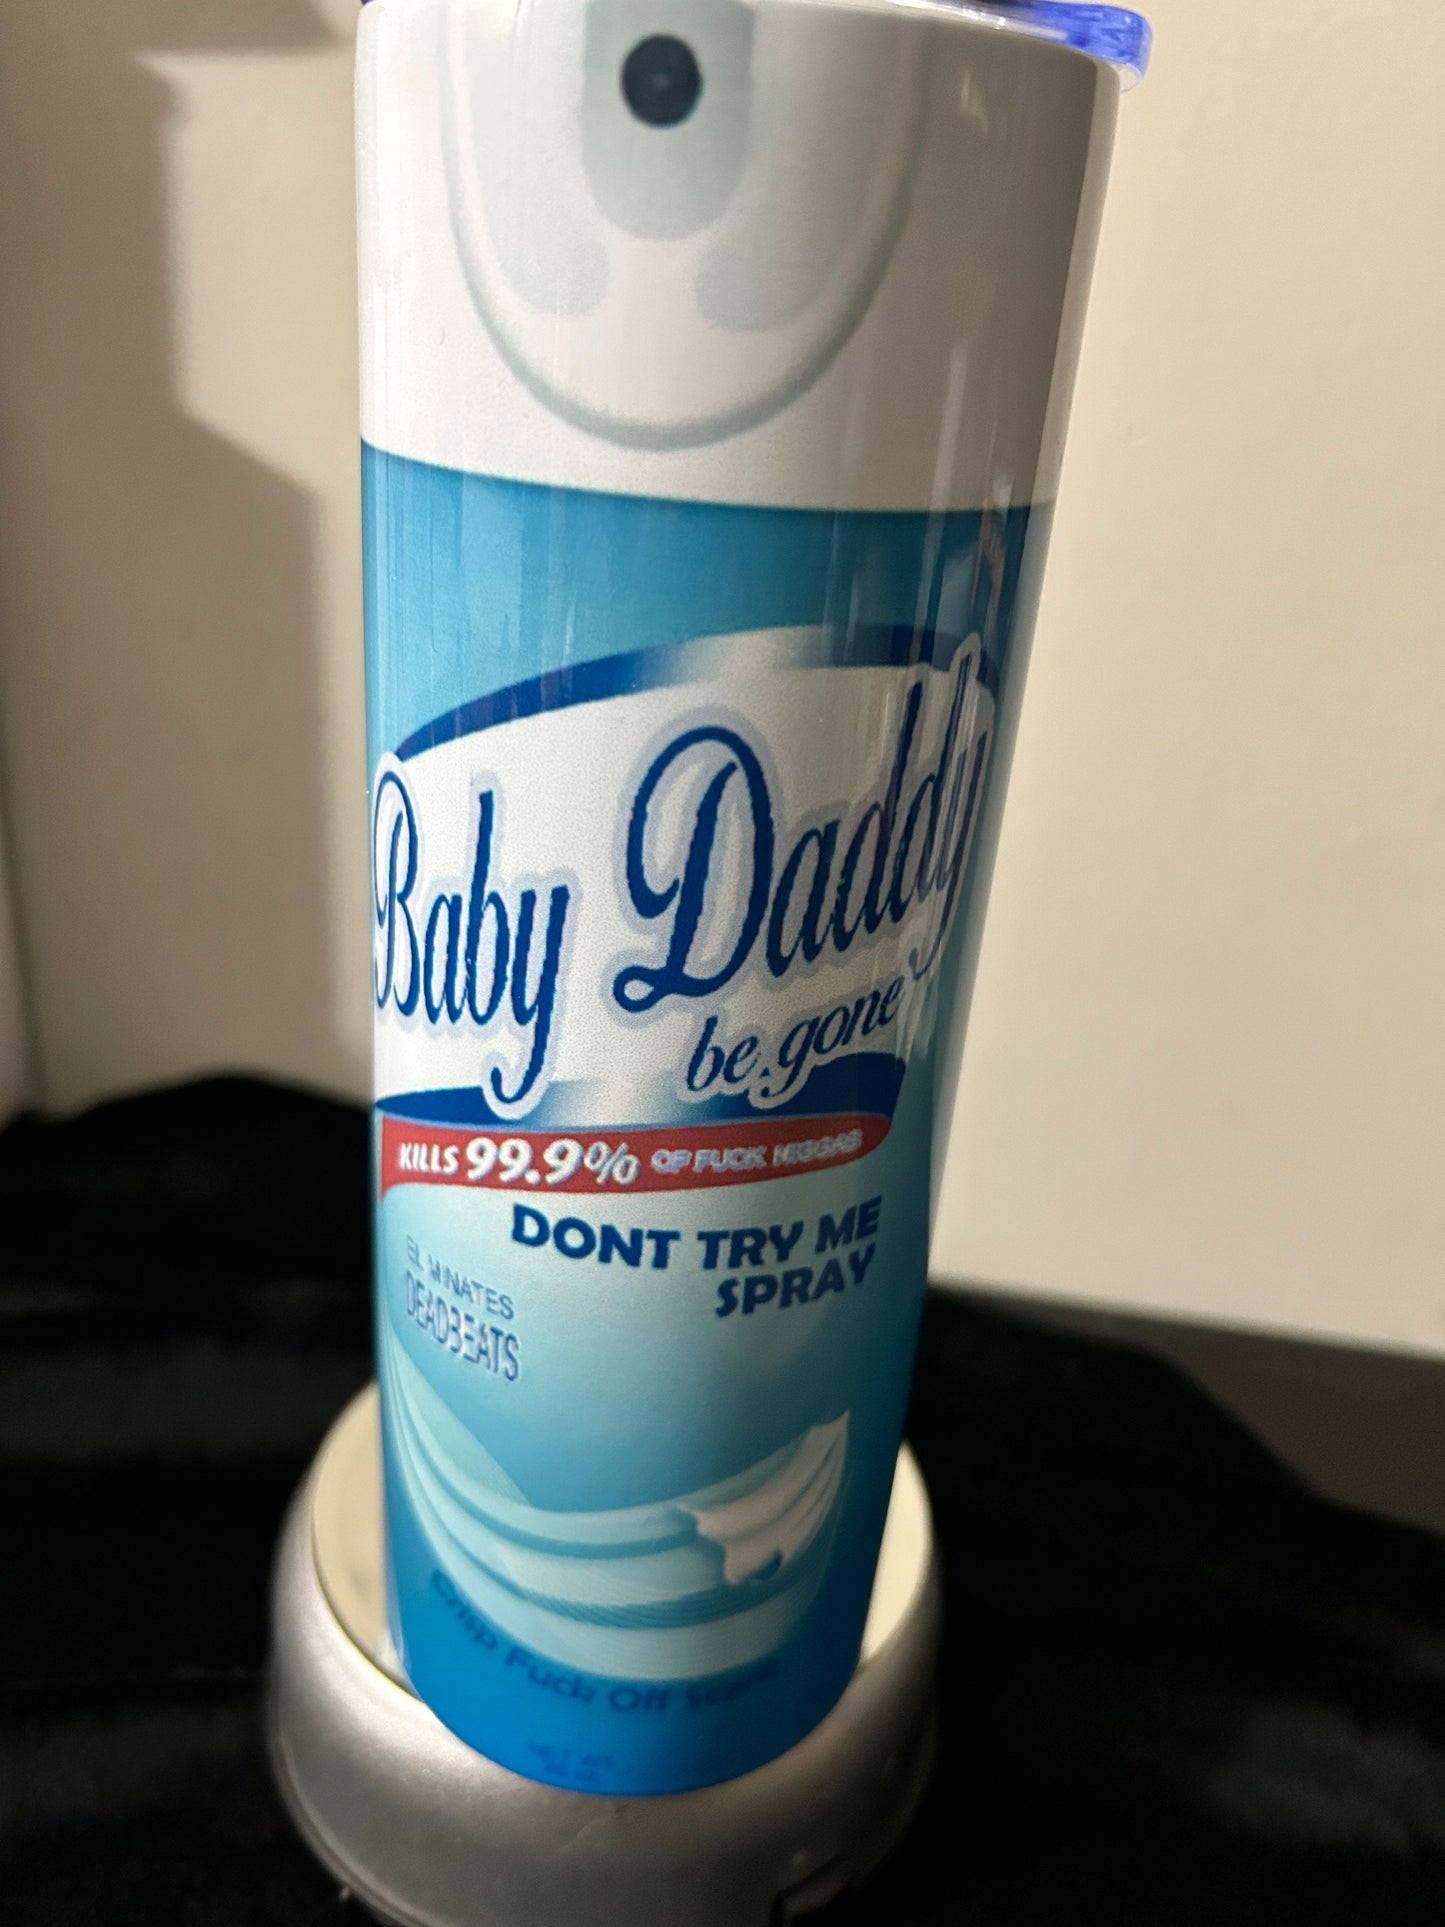 Baby Daddy
be gone
KILLS 99.9% OF FUCK NIGGAS
DONT TRY ME
SPRAY
ELIMINATES
DEADBEATS
Crisp Fuck Off Scent